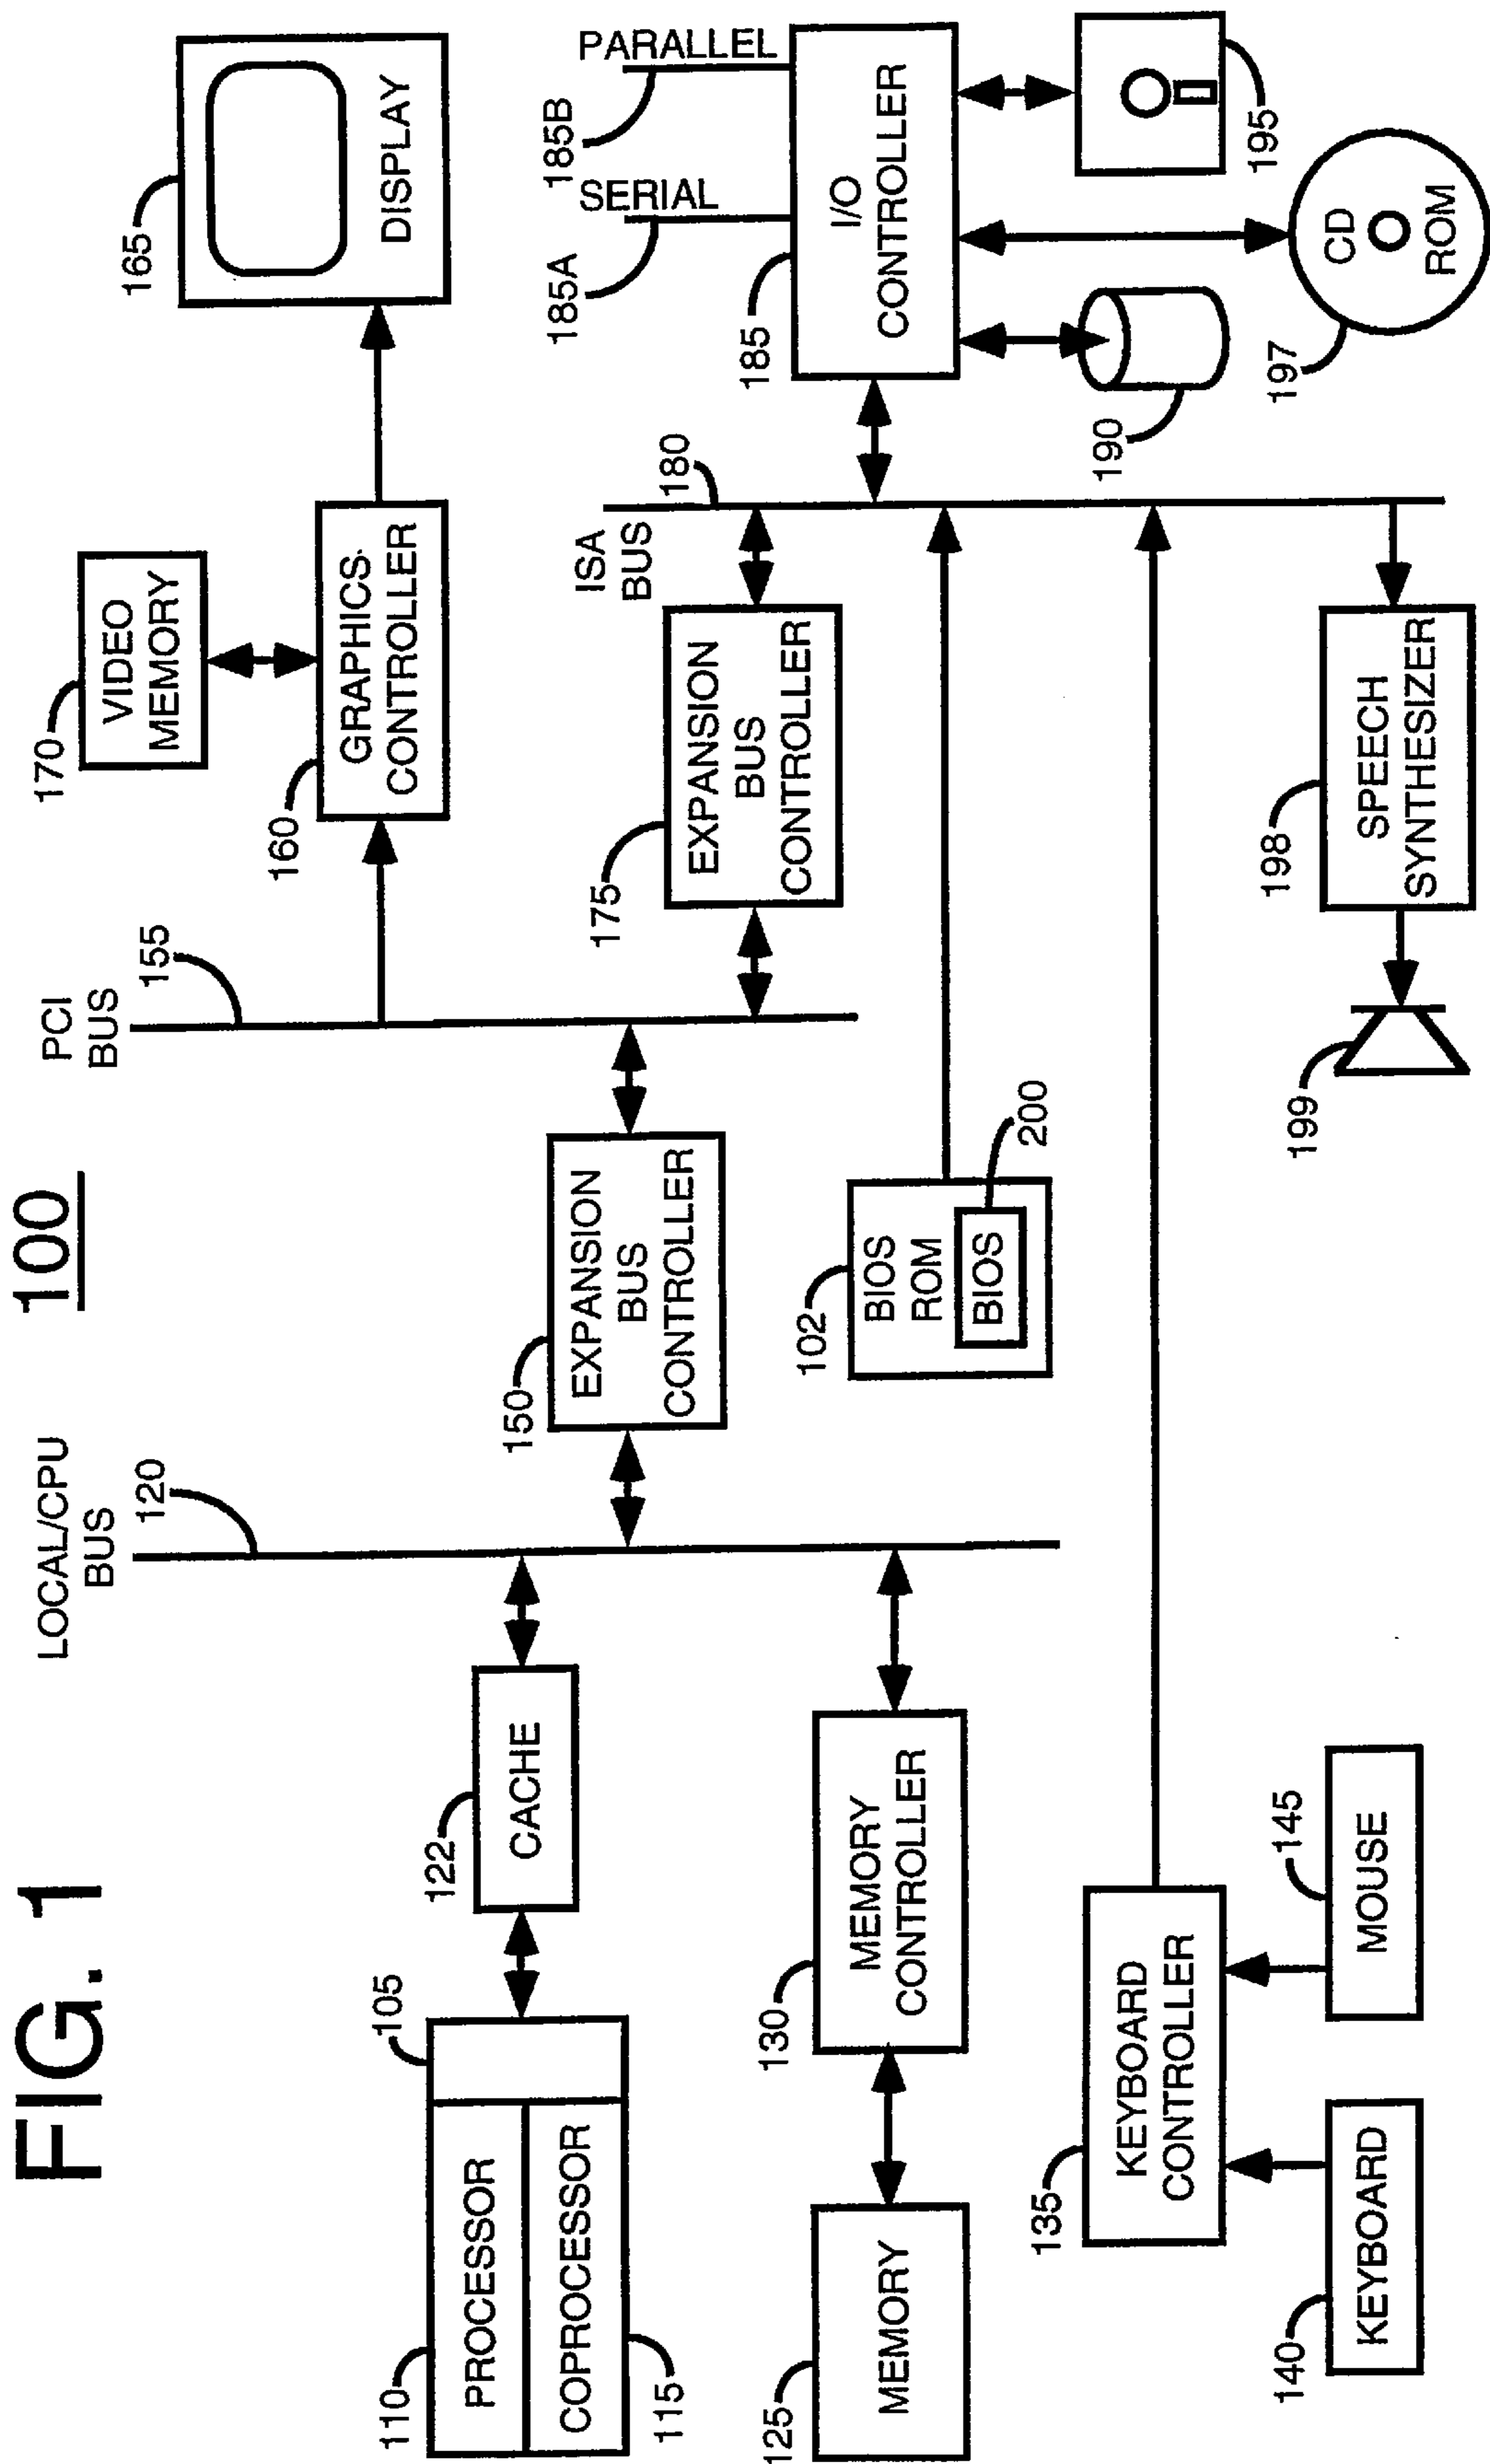 FIG. 1
100
LOCAL/CPU
BUS
120
PCI
BUS
155
170
VIDEO
MEMORY
165
DISPLAY
160
GRAPHICS
CONTROLLER
110
PROCESSOR
COPROCESSOR
115
105
122
CACHE
150
EXPANSION
BUS
CONTROLLER
175
EXPANSION
BUS
CONTROLLER
ISA
BUS
180
185A
SERIAL
185B
PARALLEL
185
I/O
CONTROLLER
125
MEMORY
130
MEMORY
CONTROLLER
102
BIOS
ROM
BIOS
200
190
195
197
CD
ROM
135
KEYBOARD
CONTROLLER
140
KEYBOARD
MOUSE
145
199
198
SPEECH
SYNTHESIZER